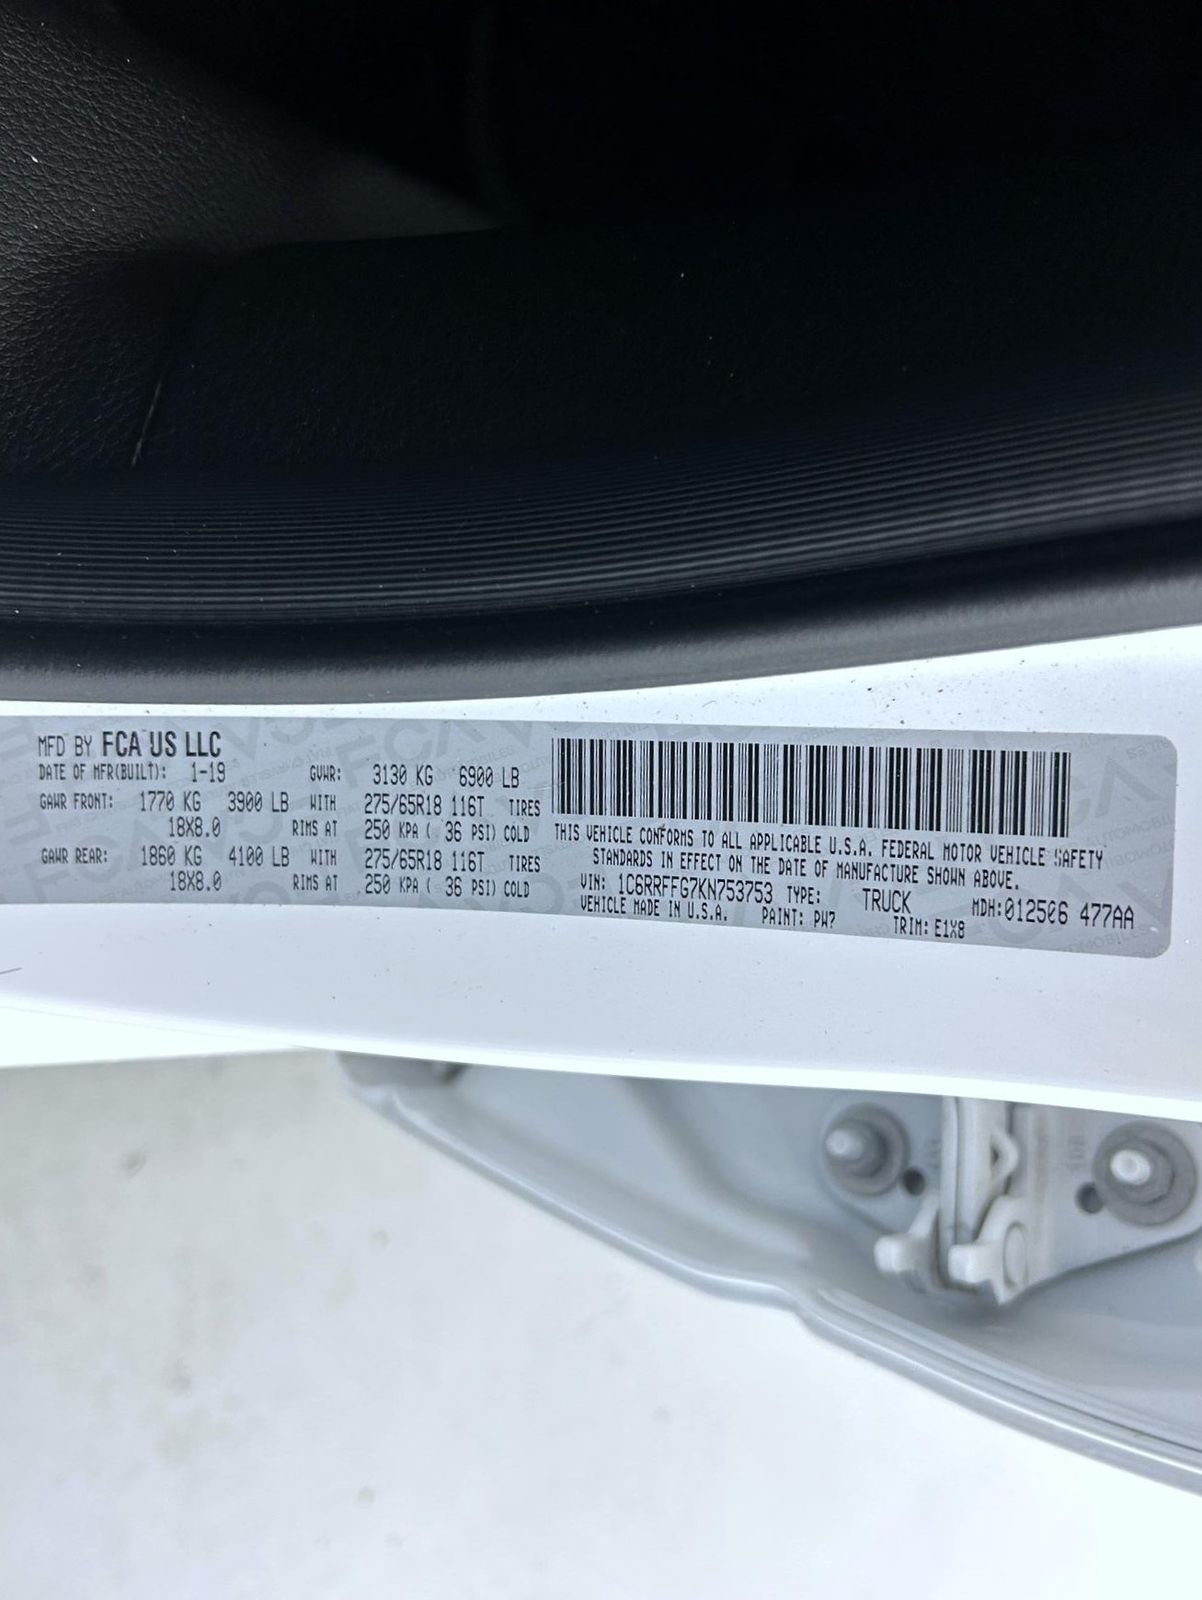 MFD BY FCA US LLC
DATE OF MFR(BUILT): 1-19 GVWR: 3130 KG 6900 LB
GAWR FRONT: 1770 KG 3900 LB WITH 275/65R18 116T TIRES
18X8.0 RIMS AT 250 KPA ( 36 PSI) COLD
GAWR REAR: 1860 KG 4100 LB WITH 275/65R18 116T TIRES
18X8.0 RIMS AT 250 KPA ( 36 PSI) COLD
THIS VEHICLE CONFORMS TO ALL APPLICABLE U.S.A. FEDERAL MOTOR VEHICLE SAFETY
STANDARDS IN EFFECT ON THE DATE OF MANUFACTURE SHOWN ABOVE.
VIN: 1C6RRFFG7KN753753 TYPE: TRUCK MDH:012506 477AA
VEHICLE MADE IN U.S.A. PAINT: PW7 TRIM: E1X8